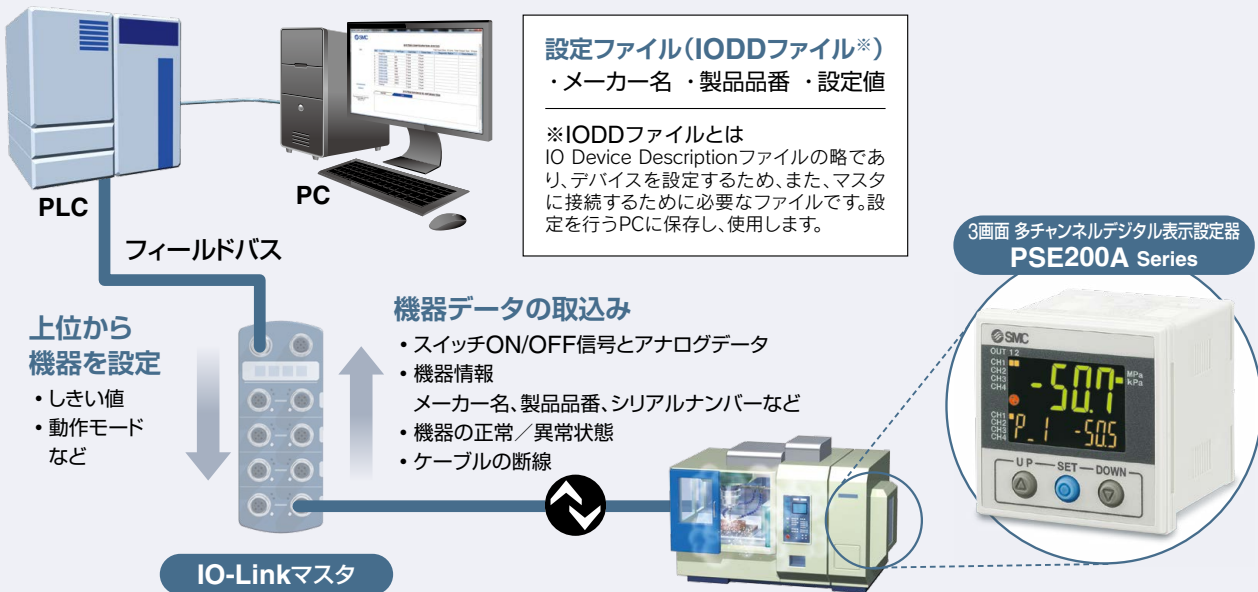 設定ファイル（IODDファイル※）
・メーカー名 ・製品品番 ・設定値
※IODDファイルとは
IO Device Descriptionファイルの略であ
り、デバイスを設定するため、また、マスタ
に接続するために必要なファイルです。設
定を行うPCに保存し、使用します。
PLC
PC
フィールドバス
上位から
機器を設定
・しきい値
・動作モード
など
機器データの取込み
・スイッチON/OFF信号とアナログデータ
・機器情報
メーカー名、製品品番、シリアルナンバーなど
・機器の正常／異常状態
・ケーブルの断線
IO-Linkマスタ
3画面 多チャンネルデジタル表示設定器
PSE200A Series
SMC
OUT 1 2
CH1
CH2
CH3
CH4
-50.7
MPa
kPa
CH1
CH2
CH3
CH4
P_1 -50.5
UP SET DOWN
SMC